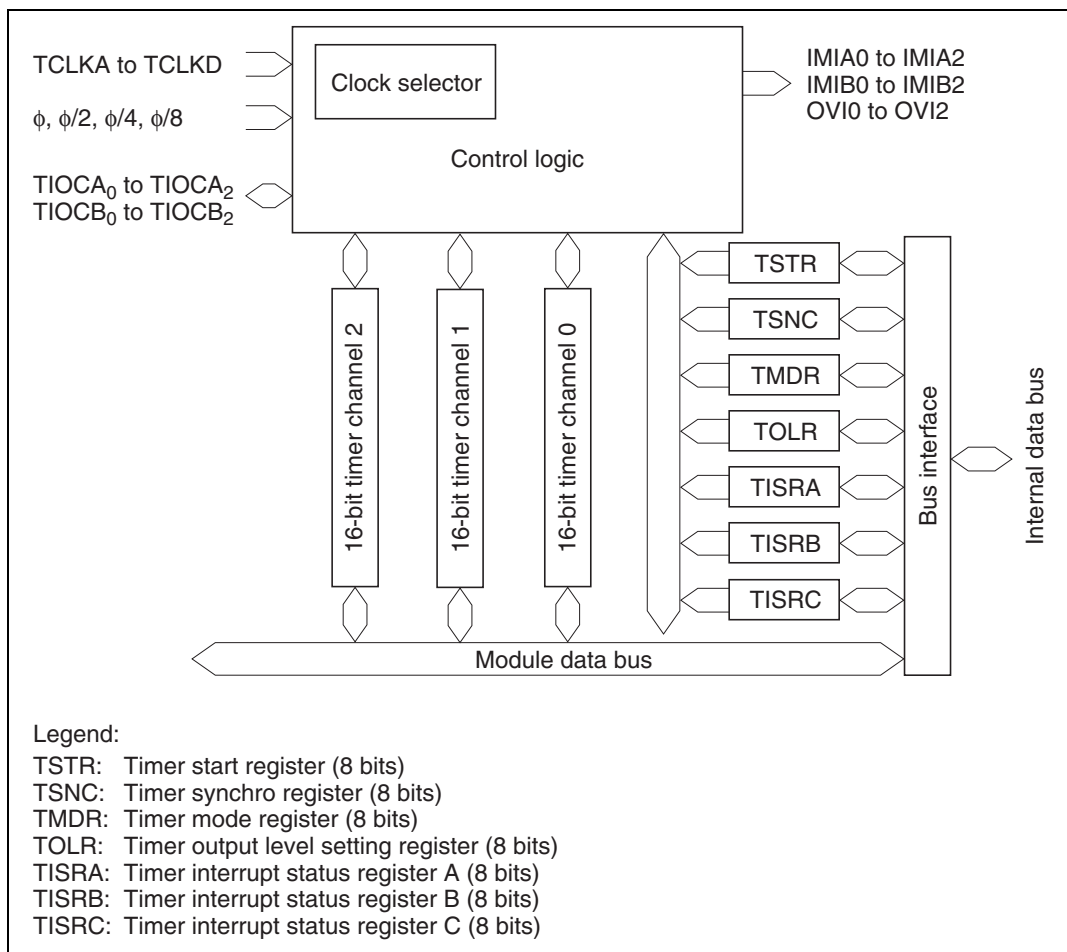 TCLKA to TCLKD
ϕ, ϕ/2, ϕ/4, ϕ/8
TIOCA₀ to TIOCA₂
TIOCB₀ to TIOCB₂
Clock selector
Control logic
IMIA0 to IMIA2
IMIB0 to IMIB2
OVI0 to OVI2
16-bit timer channel 2
16-bit timer channel 1
16-bit timer channel 0
TSTR
TSNC
TMDR
TOLR
TISRA
TISRB
TISRC
Bus interface
Internal data bus
Module data bus
Legend:
TSTR: Timer start register (8 bits)
TSNC: Timer synchro register (8 bits)
TMDR: Timer mode register (8 bits)
TOLR: Timer output level setting register (8 bits)
TISRA: Timer interrupt status register A (8 bits)
TISRB: Timer interrupt status register B (8 bits)
TISRC: Timer interrupt status register C (8 bits)